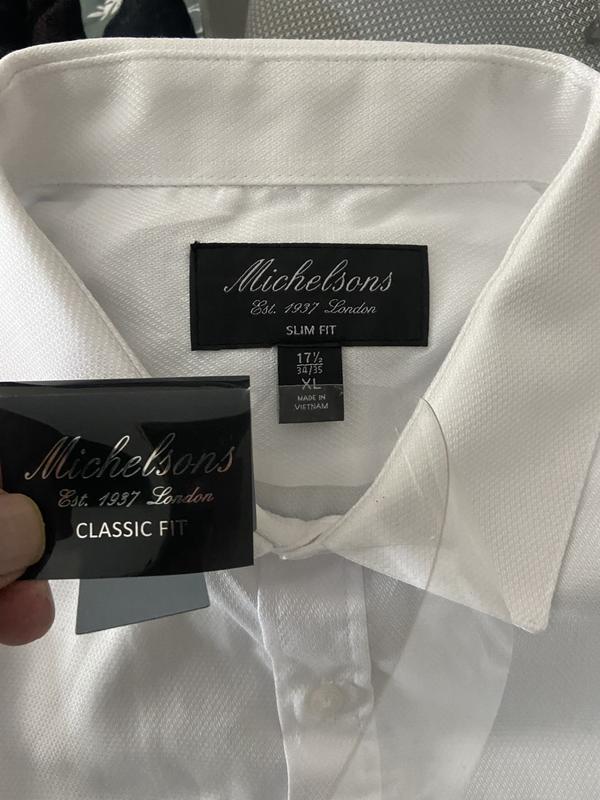 Michelsons
Est. 1937 London
SLIM FIT
17½
34/35
XL
MADE IN
VIETNAM
Michelsons
Est. 1937 London
CLASSIC FIT